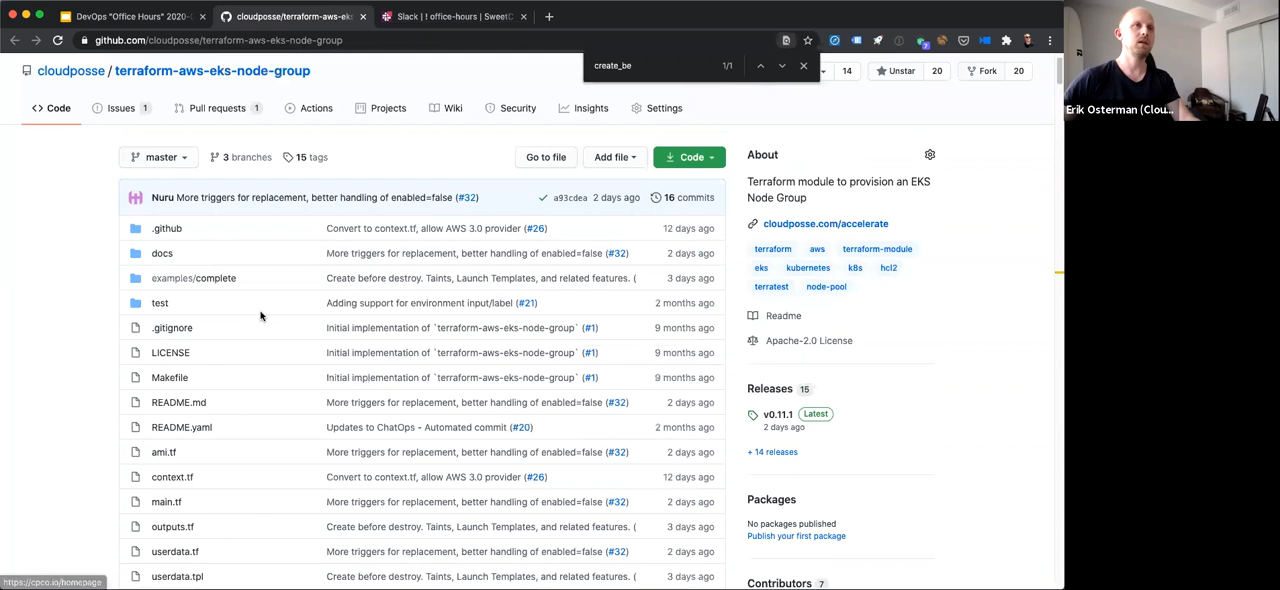 DevOps "Office Hours" 2020-
cloudposse/terraform-aws-eks
Slack | ! office-hours | SweetC
github.com/cloudposse/terraform-aws-eks-node-group
7
create_be
1/1
cloudposse / terraform-aws-eks-node-group
14
Unstar
20
Fork
20
Erik Osterman (Clou...
Code
Issues 1
Pull requests 1
Actions
Projects
Wiki
Security
Insights
Settings
master
3 branches
15 tags
Go to file
Add file
Code
About
Terraform module to provision an EKS
Node Group
cloudposse.com/accelerate
terraform aws terraform-module
eks kubernetes k8s hcl2
terratest node-pool
Readme
Apache-2.0 License
Releases 15
v0.11.1 Latest
2 days ago
+ 14 releases
Packages
No packages published
Publish your first package
Contributors 7
Nuru More triggers for replacement, better handling of enabled=false (#32) a93cdea 2 days ago 16 commits
.github Convert to context.tf, allow AWS 3.0 provider (#26) 12 days ago
docs More triggers for replacement, better handling of enabled=false (#32) 2 days ago
examples/complete Create before destroy. Taints, Launch Templates, and related features. ( 3 days ago
test Adding support for environment input/label (#21) 2 months ago
.gitignore Initial implementation of `terraform-aws-eks-node-group` (#1) 9 months ago
LICENSE Initial implementation of `terraform-aws-eks-node-group` (#1) 9 months ago
Makefile Initial implementation of `terraform-aws-eks-node-group` (#1) 9 months ago
README.md More triggers for replacement, better handling of enabled=false (#32) 2 days ago
README.yaml Updates to ChatOps - Automated commit (#20) 2 months ago
ami.tf More triggers for replacement, better handling of enabled=false (#32) 2 days ago
context.tf Convert to context.tf, allow AWS 3.0 provider (#26) 12 days ago
main.tf More triggers for replacement, better handling of enabled=false (#32) 2 days ago
outputs.tf Create before destroy. Taints, Launch Templates, and related features. ( 3 days ago
userdata.tf More triggers for replacement, better handling of enabled=false (#32) 2 days ago
userdata.tpl Create before destroy. Taints, Launch Templates, and related features. ( 3 days ago
https://cpco.io/homepage